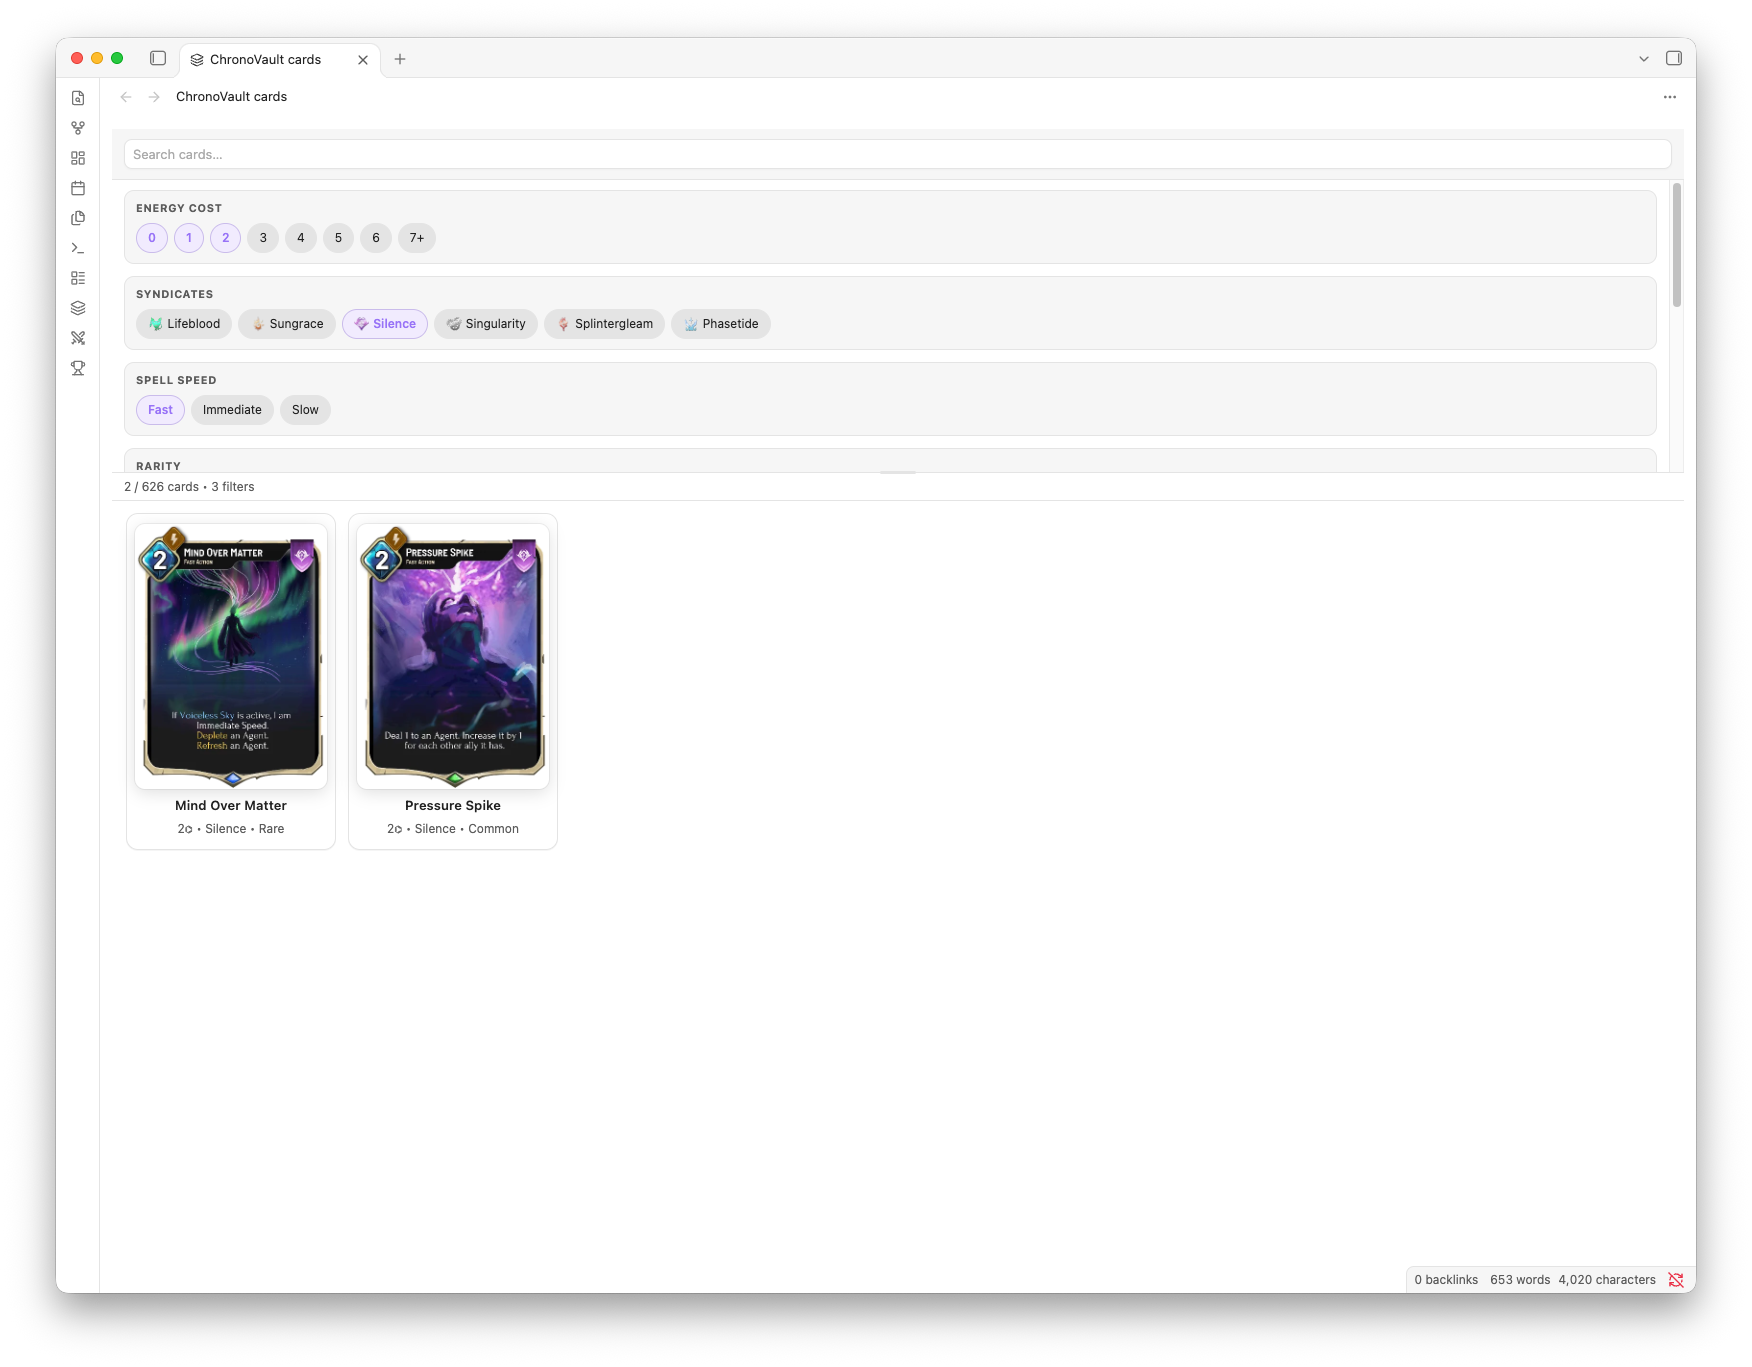 ChronoVault cards
ChronoVault cards
Search cards...
ENERGY COST
0 1 2 3 4 5 6 7+
SYNDICATES
Lifeblood Sungrace Silence Singularity Splintergleam Phasetide
SPELL SPEED
Fast Immediate Slow
RARITY
2 / 626 cards • 3 filters
2 MIND OVER MATTER
FAST ACTION
If Voiceless Sky is active, I am
Immediate Speed.
Deplete an Agent.
Refresh an Agent.
Mind Over Matter
2 • Silence • Rare
2 PRESSURE SPIKE
FAST ACTION
Deal 1 to an Agent. Increase it by 1
for each other ally it has.
Pressure Spike
2 • Silence • Common
0 backlinks 653 words 4,020 characters